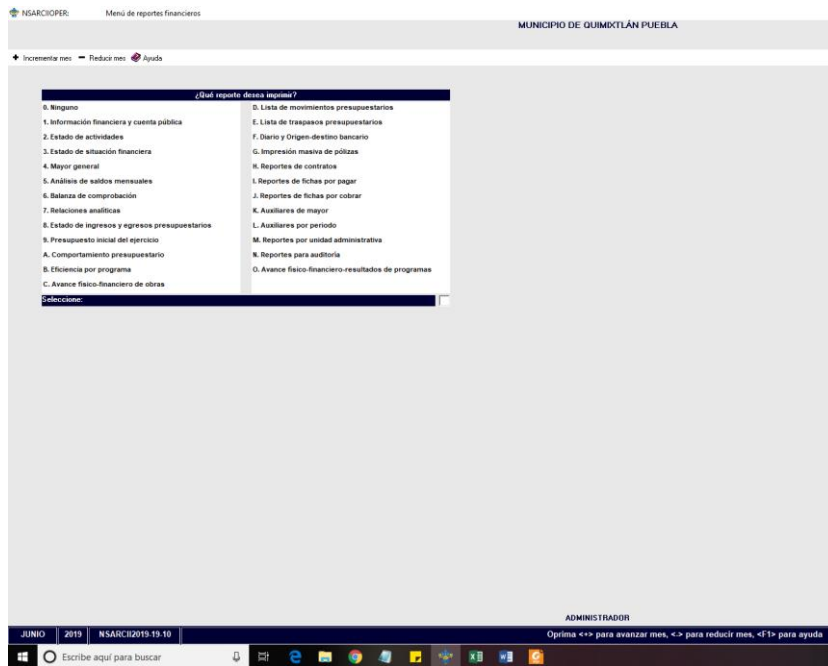 NSARCIIOPER: Menú de reportes financieros
MUNICIPIO DE QUIMIXTLÁN PUEBLA
Incrementar mes Reducir mes Ayuda
¿Qué reporte desea imprimir?
0. Ninguno
1. Información financiera y cuenta pública
2. Estado de actividades
3. Estado de situación financiera
4. Mayor general
5. Análisis de saldos mensuales
6. Balanza de comprobación
7. Relaciones analíticas
8. Estado de ingresos y egresos presupuestarios
9. Presupuesto inicial del ejercicio
A. Comportamiento presupuestario
B. Eficiencia por programa
C. Avance físico-financiero de obras
D. Lista de movimientos presupuestarios
E. Lista de traspasos presupuestarios
F. Diario y Origen-destino bancario
G. Impresión masiva de pólizas
H. Reportes de contratos
I. Reportes de fichas por pagar
J. Reportes de fichas por cobrar
K. Auxiliares de mayor
L. Auxiliares por periodo
M. Reportes por unidad administrativa
N. Reportes para auditoría
O. Avance físico-financiero-resultados de programas
Seleccione:
ADMINISTRADOR
JUNIO 2019 NSARCII2019-19-10 Oprima <+> para avanzar mes, <-> para reducir mes, <F1> para ayuda
Escribe aquí para buscar